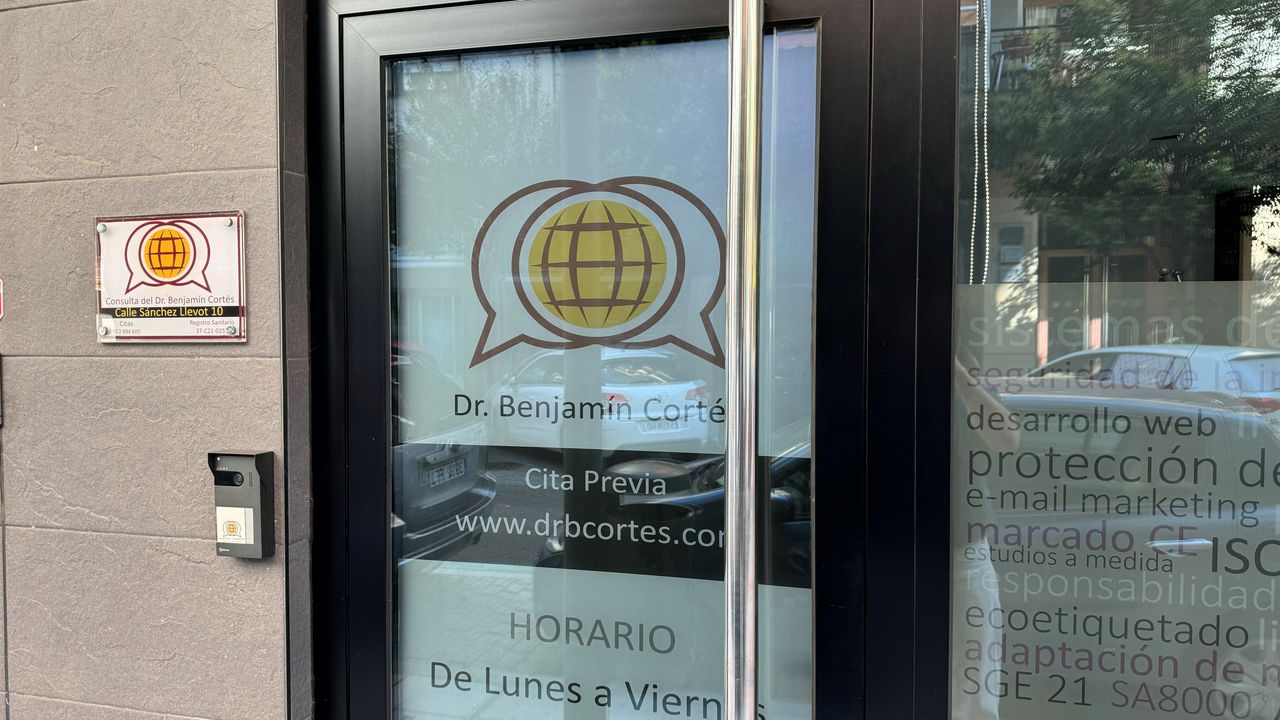 Consulta del Dr. Benjamín Cortés
Calle Sánchez Llevot 10
Citas
Registro Sanitario
Dr. Benjamín Corté
Cita Previa
www.drbcortes.co
HORARIO
De Lunes a Viernes
sistemas de
seguridad de la in
desarrollo web
protección de
e-mail marketing
marcado CE
ISO
estudios a medida
responsabilidad
ecoetiquetado
adaptación de
SGE 21 SA8000